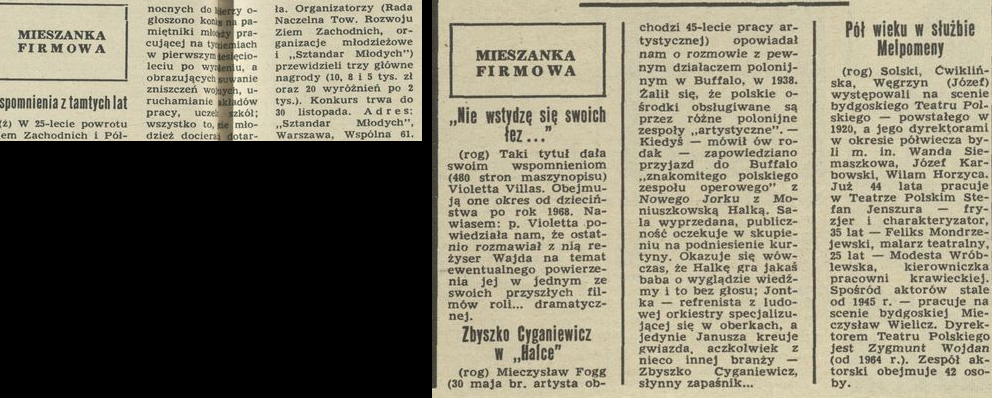 MIESZANKA
FIRMOWA
spomnienia z tamtych lat
ż) W 25-lecie powrotu
em Zachodnich i Pół-
nocnych do
głoszono na pa-
miętniki pra-
cującej na ty ziemiach
w pierwszym
leciu po
obrazujących suwanie
zniszczeń u-
ruchamianie
pracy, szkół;
wszystko to, mło-
dzież dotar-
ła. Organizatorzy (Rada
Naczelna Tow. Rozwoju
Ziem Zachodnich, or-
ganizacje młodzieżowe
i „Sztandar Młodych")
przewidzieli trzy główne
nagrody (10, 8 i 5 tys. zł
oraz 20 wyróżnień po 2
tys.). Konkurs trwa do
30 listopada. Adres:
„Sztandar Młodych",
Warszawa, Wspólna 61.
MIESZANKA
FIRMOWA
„Nie wstydzę się swoich
łez..."
(rog) Taki tytuł dała
swoim wspomnieniom
(480 stron maszynopisu)
Violetta Villas. Obejmu-
ją one okres od dzieciń-
stwa po rok 1968. Na-
wiasem: p. Violetta po-
wiedziała nam, że ostat-
nio rozmawiał z nią re-
żyser Wajda na temat
ewentualnego powierze-
nia jej w jednym ze
swoich przyszłych fil-
mów roli... dramatycz-
nej.
Zbyszko Cyganiewicz
w „Halce"
(rog) Mieczysław Fogg
(30 maja br. artysta ob-
chodzi 45-lecie pracy ar-
tystycznej) opowiadał
nam o rozmowie z pew-
nym działaczem polonij-
nym w Buffalo, w 1938.
Żalił się, że polskie o-
środki obsługiwane są
przez różne polonijne
zespoły „artystyczne". —
Kiedyś — mówił ów ro-
dak — zapowiedziano
przyjazd do Buffalo
„znakomitego polskiego
zespołu operowego" z
Nowego Jorku z Mo-
niuszkowską Halką. Sa-
la wyprzedana, publicz-
ność oczekuje w skupie-
niu na podniesienie kur-
tyny. Okazuje się wów-
czas, że Halkę gra jakaś
baba o wyglądzie wiedź-
my i to bez głosu; Jont-
ka — refrenista z ludo-
wej orkiestry specjalizu-
jącej się w oberkach, a
jedynie Janusza kreuje
gwiazda, aczkolwiek z
nieco innej branży —
Zbyszko Cyganiewicz,
słynny zapaśnik...
Pół wieku w służbie
Melpomeny
(rog) Solski, Ćwikliń-
ska, Węgrzyn (Józef)
występowali na scenie
bydgoskiego Teatru Pol-
skiego — powstałego w
1920, a jego dyrektorami
w okresie półwiecza by-
li m. in. Wanda Sie-
maszkowa, Józef Kar-
bowski, Wilam Horzyca.
Już 44 lata pracuje
w Teatrze Polskim Ste-
fan Jenszura — fry-
zjer i charakteryzator,
35 lat — Feliks Mondrze-
jewski, malarz teatralny,
25 lat — Modesta Wrób-
lewska, kierowniczka
pracowni krawieckiej.
Spośród aktorów stale
od 1945 r. — pracuje na
scenie bydgoskiej Mie-
czysław Wielicz. Dyrek-
torem Teatru Polskiego
jest Zygmunt Wojdan
(od 1964 r.). Zespół ak-
torski obejmuje 42 oso-
by.